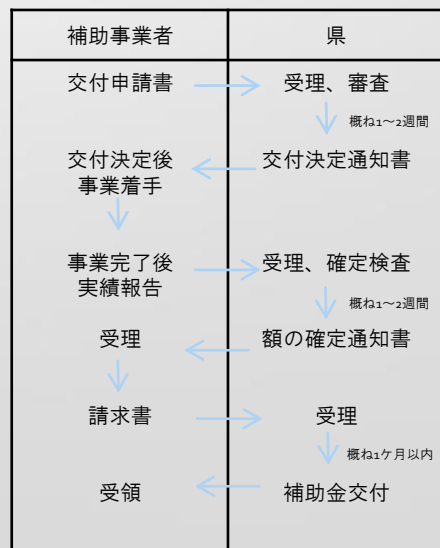 補助事業者 県
交付申請書 受理、審査
概ね1～2週間
交付決定後 交付決定通知書
事業着手
事業完了後 受理、確定検査
実績報告
概ね1～2週間
受理 額の確定通知書
請求書 受理
概ね1ケ月以内
受領 補助金交付